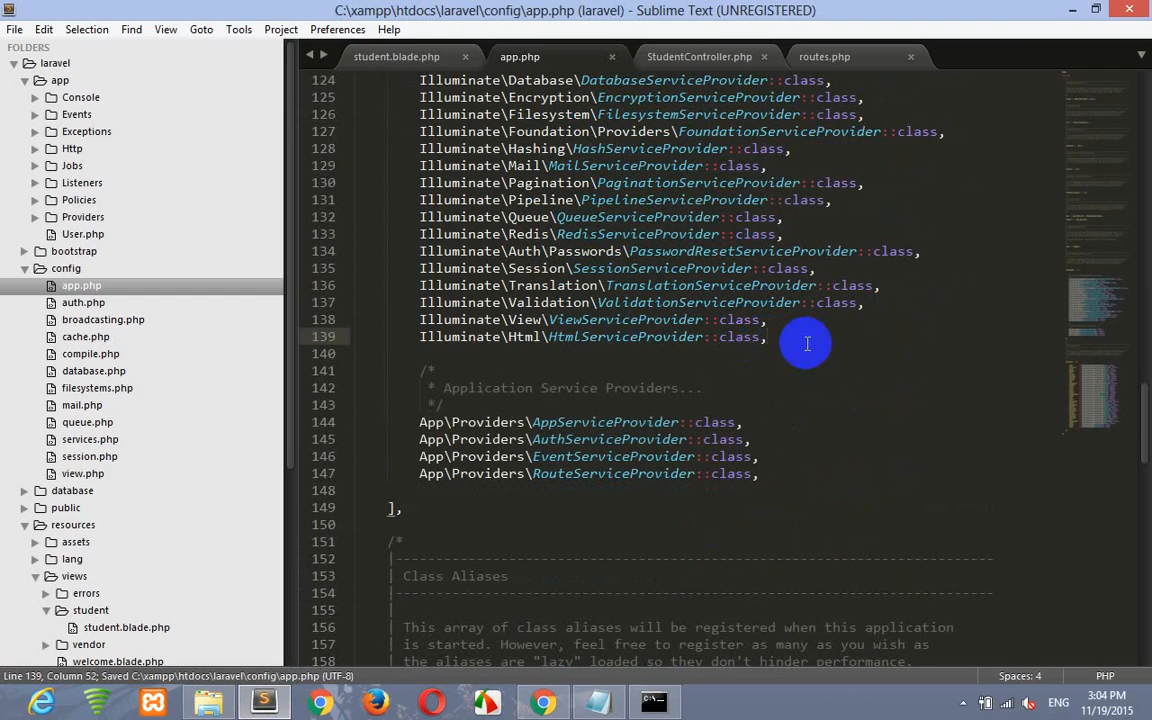 C:\xampp\htdocs\laravel\config\app.php (laravel) - Sublime Text (UNREGISTERED)
File Edit Selection Find View Goto Tools Project Preferences Help
FOLDERS
laravel
app
Console
Events
Exceptions
Http
Jobs
Listeners
Policies
Providers
User.php
bootstrap
config
app.php
auth.php
broadcasting.php
cache.php
compile.php
database.php
filesystems.php
mail.php
queue.php
services.php
session.php
view.php
database
public
resources
assets
lang
views
errors
student
student.blade.php
vendor
welcome.blade.php
student.blade.php app.php StudentController.php routes.php
124 Illuminate\Database\DatabaseServiceProvider::class,
125 Illuminate\Encryption\EncryptionServiceProvider::class,
126 Illuminate\Filesystem\FilesystemServiceProvider::class,
127 Illuminate\Foundation\Providers\FoundationServiceProvider::class,
128 Illuminate\Hashing\HashServiceProvider::class,
129 Illuminate\Mail\MailServiceProvider::class,
130 Illuminate\Pagination\PaginationServiceProvider::class,
131 Illuminate\Pipeline\PipelineServiceProvider::class,
132 Illuminate\Queue\QueueServiceProvider::class,
133 Illuminate\Redis\RedisServiceProvider::class,
134 Illuminate\Auth\Passwords\PasswordResetServiceProvider::class,
135 Illuminate\Session\SessionServiceProvider::class,
136 Illuminate\Translation\TranslationServiceProvider::class,
137 Illuminate\Validation\ValidationServiceProvider::class,
138 Illuminate\View\ViewServiceProvider::class,
139 Illuminate\Html\HtmlServiceProvider::class,
140
141 /*
142 * Application Service Providers...
143 */
144 App\Providers\AppServiceProvider::class,
145 App\Providers\AuthServiceProvider::class,
146 App\Providers\EventServiceProvider::class,
147 App\Providers\RouteServiceProvider::class,
148
149 ],
150
151 /*
152 |--------------------------------------------------------------------------
153 | Class Aliases
154 |--------------------------------------------------------------------------
155 |
156 | This array of class aliases will be registered when this application
157 | is started. However, feel free to register as many as you wish as
158 | the aliases are "lazy" loaded so they don't hinder performance.
Line 139, Column 52; Saved C:\xampp\htdocs\laravel\config\app.php (UTF-8) Spaces: 4 PHP
ENG 3:04 PM
11/19/2015